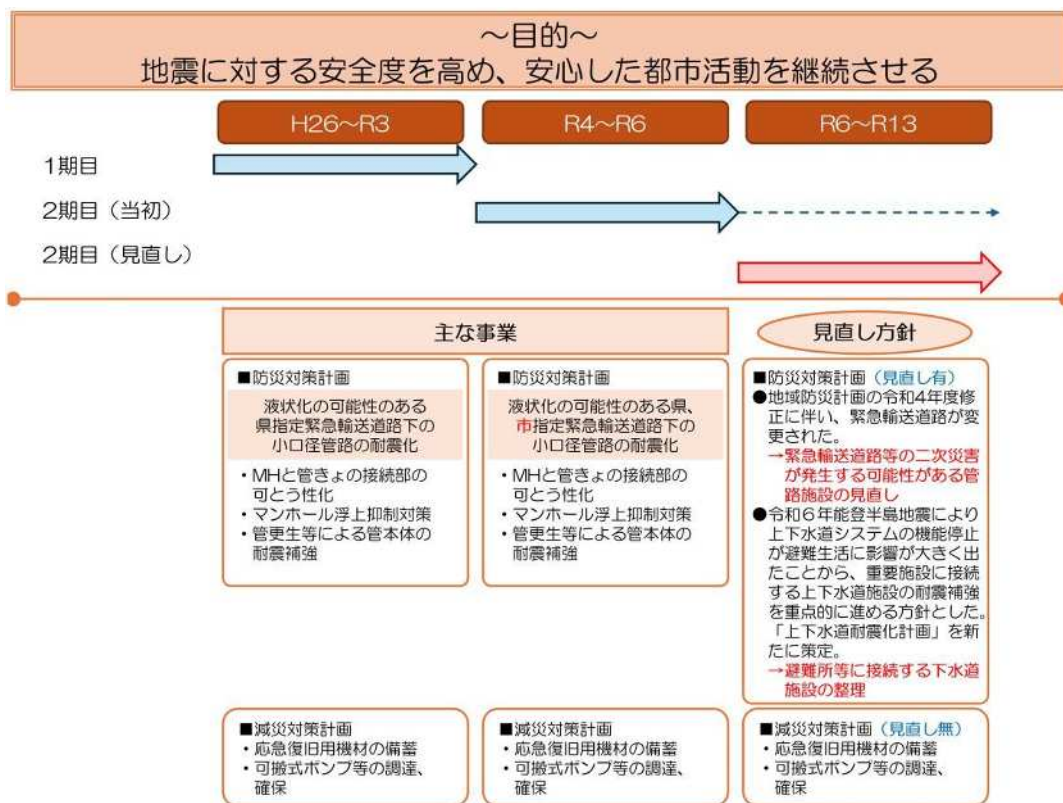 ～目的～
地震に対する安全度を高め、安心した都市活動を継続させる
H26～R3
R4～R6
R6～R13
1期目
2期目（当初）
2期目（見直し）
主な事業
見直し方針
■防災対策計画
液状化の可能性のある
県指定緊急輸送道路下の
小口径管路の耐震化
・MHと管きょの接続部の
可とう性化
・マンホール浮上抑制対策
・管更生等による管本体の
耐震補強
■防災対策計画
液状化の可能性のある県、
市指定緊急輸送道路下の
小口径管路の耐震化
・MHと管きょの接続部の
可とう性化
・マンホール浮上抑制対策
・管更生等による管本体の
耐震補強
■防災対策計画（見直し有）
●地域防災計画の令和4年度修
正に伴い、緊急輸送道路が変
更された。
→緊急輸送道路等の二次災害
が発生する可能性がある管
路施設の見直し
●令和６年能登半島地震により
上下水道システムの機能停止
が避難生活に影響が大きく出
たことから、重要施設に接続
する上下水道施設の耐震補強
を重点的に進める方針とした。
「上下水道耐震化計画」を新
たに策定。
→避難所等に接続する下水道
施設の整理
■減災対策計画
・応急復旧用機材の備蓄
・可搬式ポンプ等の調達、
確保
■減災対策計画
・応急復旧用機材の備蓄
・可搬式ポンプ等の調達、
確保
■減災対策計画（見直し無）
・応急復旧用機材の備蓄
・可搬式ポンプ等の調達、
確保